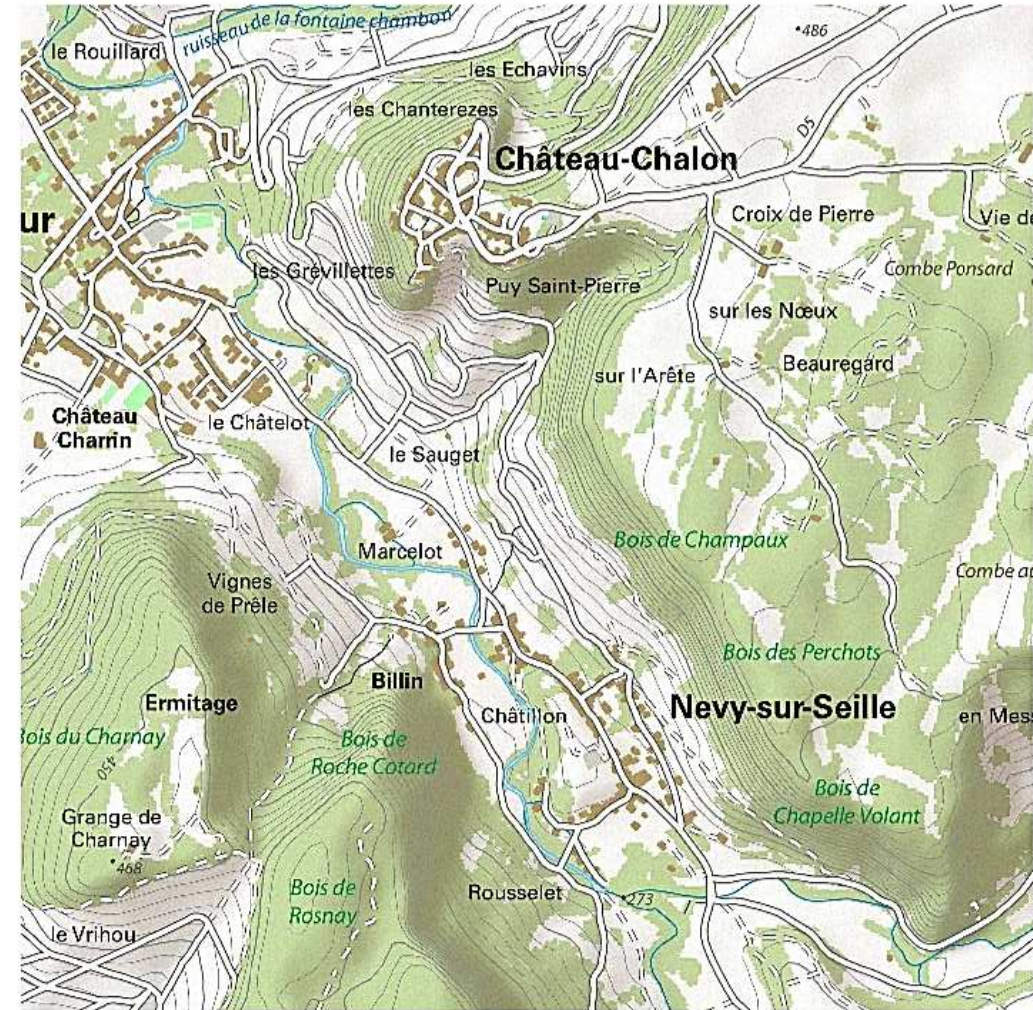 ruisseau de la fontaine chambon
le Rouillard
486
les Echavins
les Chanterezes
D5
Château-Chalon
ur
Croix de Pierre
Vie de
les Grévillettes
Combe Ponsard
Puy Saint-Pierre
sur les Nœux
Beauregard
sur l'Arête
Château
Charrin
le Châtelot
le Sauget
Bois de Champaux
Marcelot
Combe au
Vignes
de Prêle
Bois des Perchots
Billin
Ermitage
Nevy-sur-Seille
Châtillon
en Mes
Bois du Charnay
Bois de
Roche Cotard
450
Bois de
Chapelle Volant
Grange de
Charnay
468
Bois de
Rosnay
Rousselet
273
le Vrihou